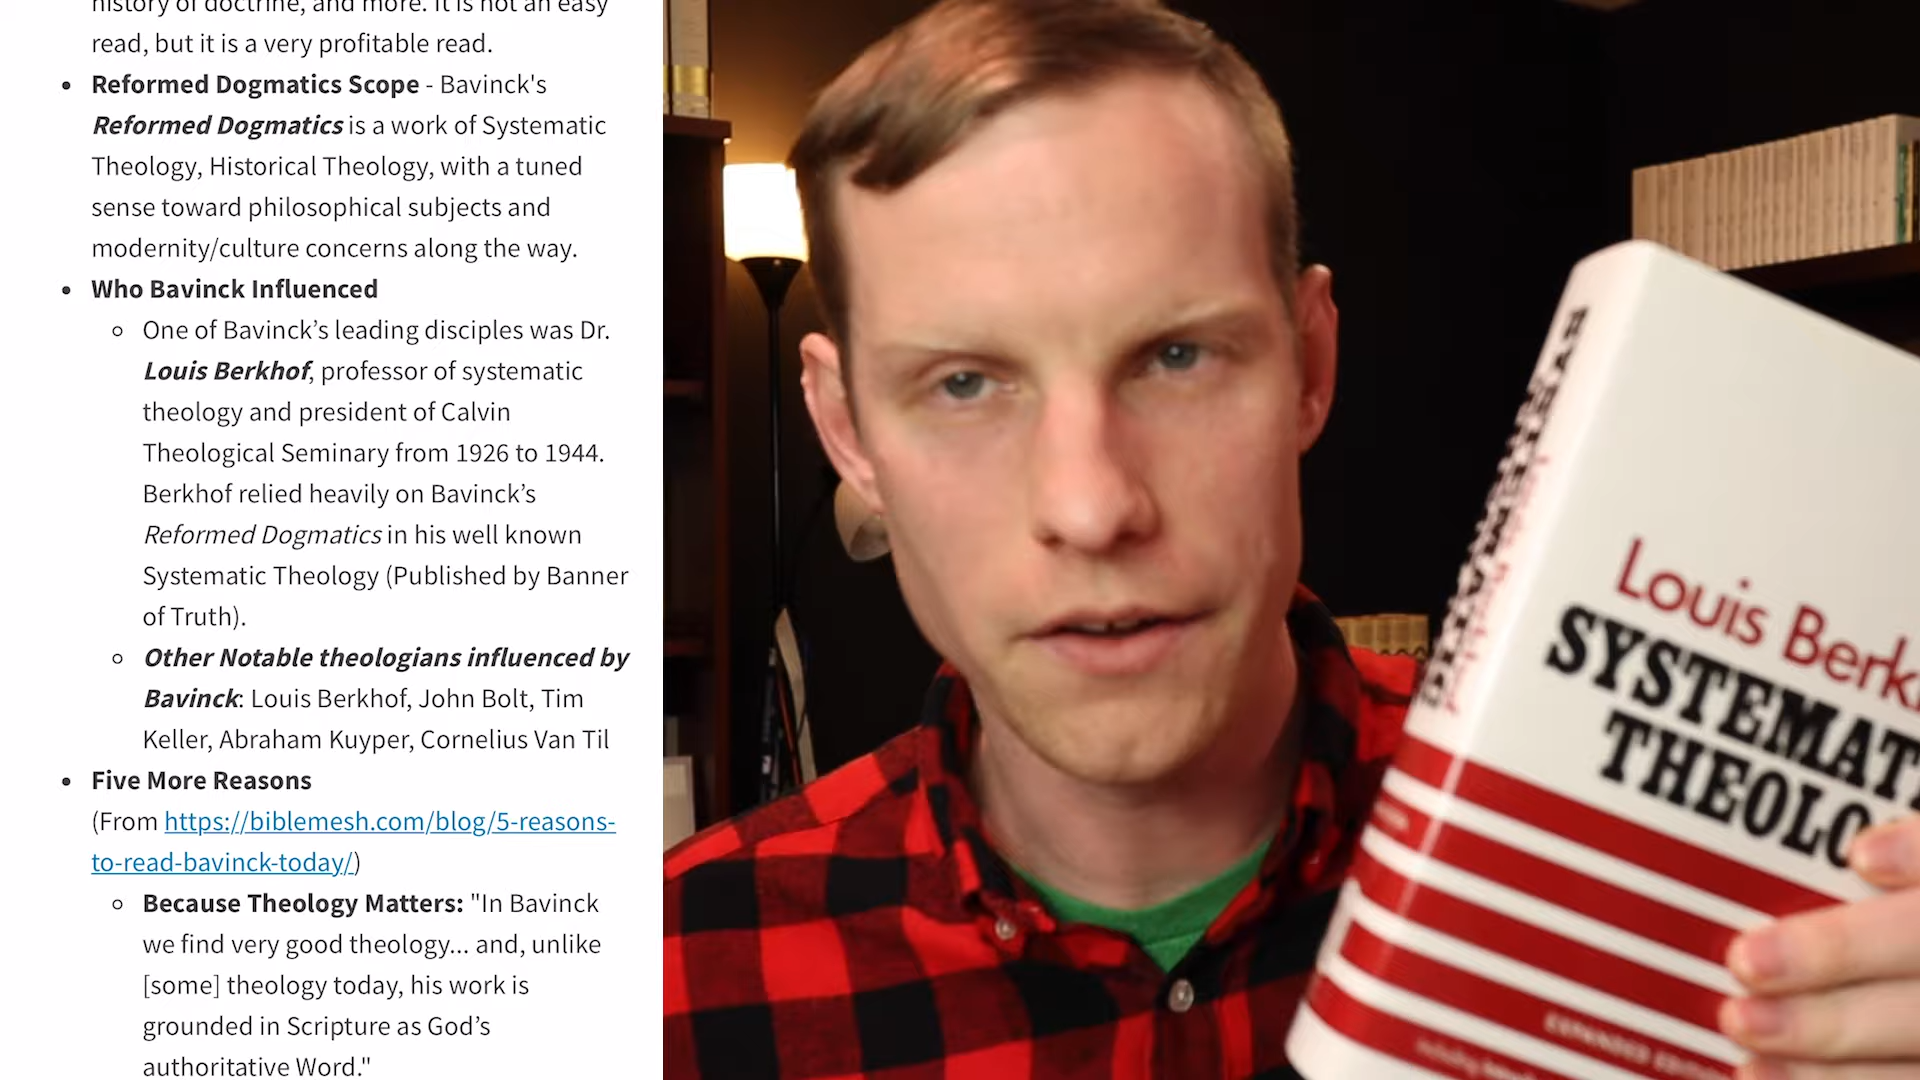 history of doctrine, and more. It is not an easy
read, but it is a very profitable read.
• Reformed Dogmatics Scope - Bavinck's
Reformed Dogmatics is a work of Systematic
Theology, Historical Theology, with a tuned
sense toward philosophical subjects and
modernity/culture concerns along the way.
• Who Bavinck Influenced
◦ One of Bavinck’s leading disciples was Dr.
Louis Berkhof, professor of systematic
theology and president of Calvin
Theological Seminary from 1926 to 1944.
Berkhof relied heavily on Bavinck’s
Reformed Dogmatics in his well known
Systematic Theology (Published by Banner
of Truth).
◦ Other Notable theologians influenced by
Bavinck: Louis Berkhof, John Bolt, Tim
Keller, Abraham Kuyper, Cornelius Van Til
• Five More Reasons
(From https://biblemesh.com/blog/5-reasons-
to-read-bavinck-today/)
◦ Because Theology Matters: "In Bavinck
we find very good theology... and, unlike
[some] theology today, his work is
grounded in Scripture as God’s
authoritative Word."
Louis Berk
SYSTEMAT
THEOLO
EXPANDED EDITION